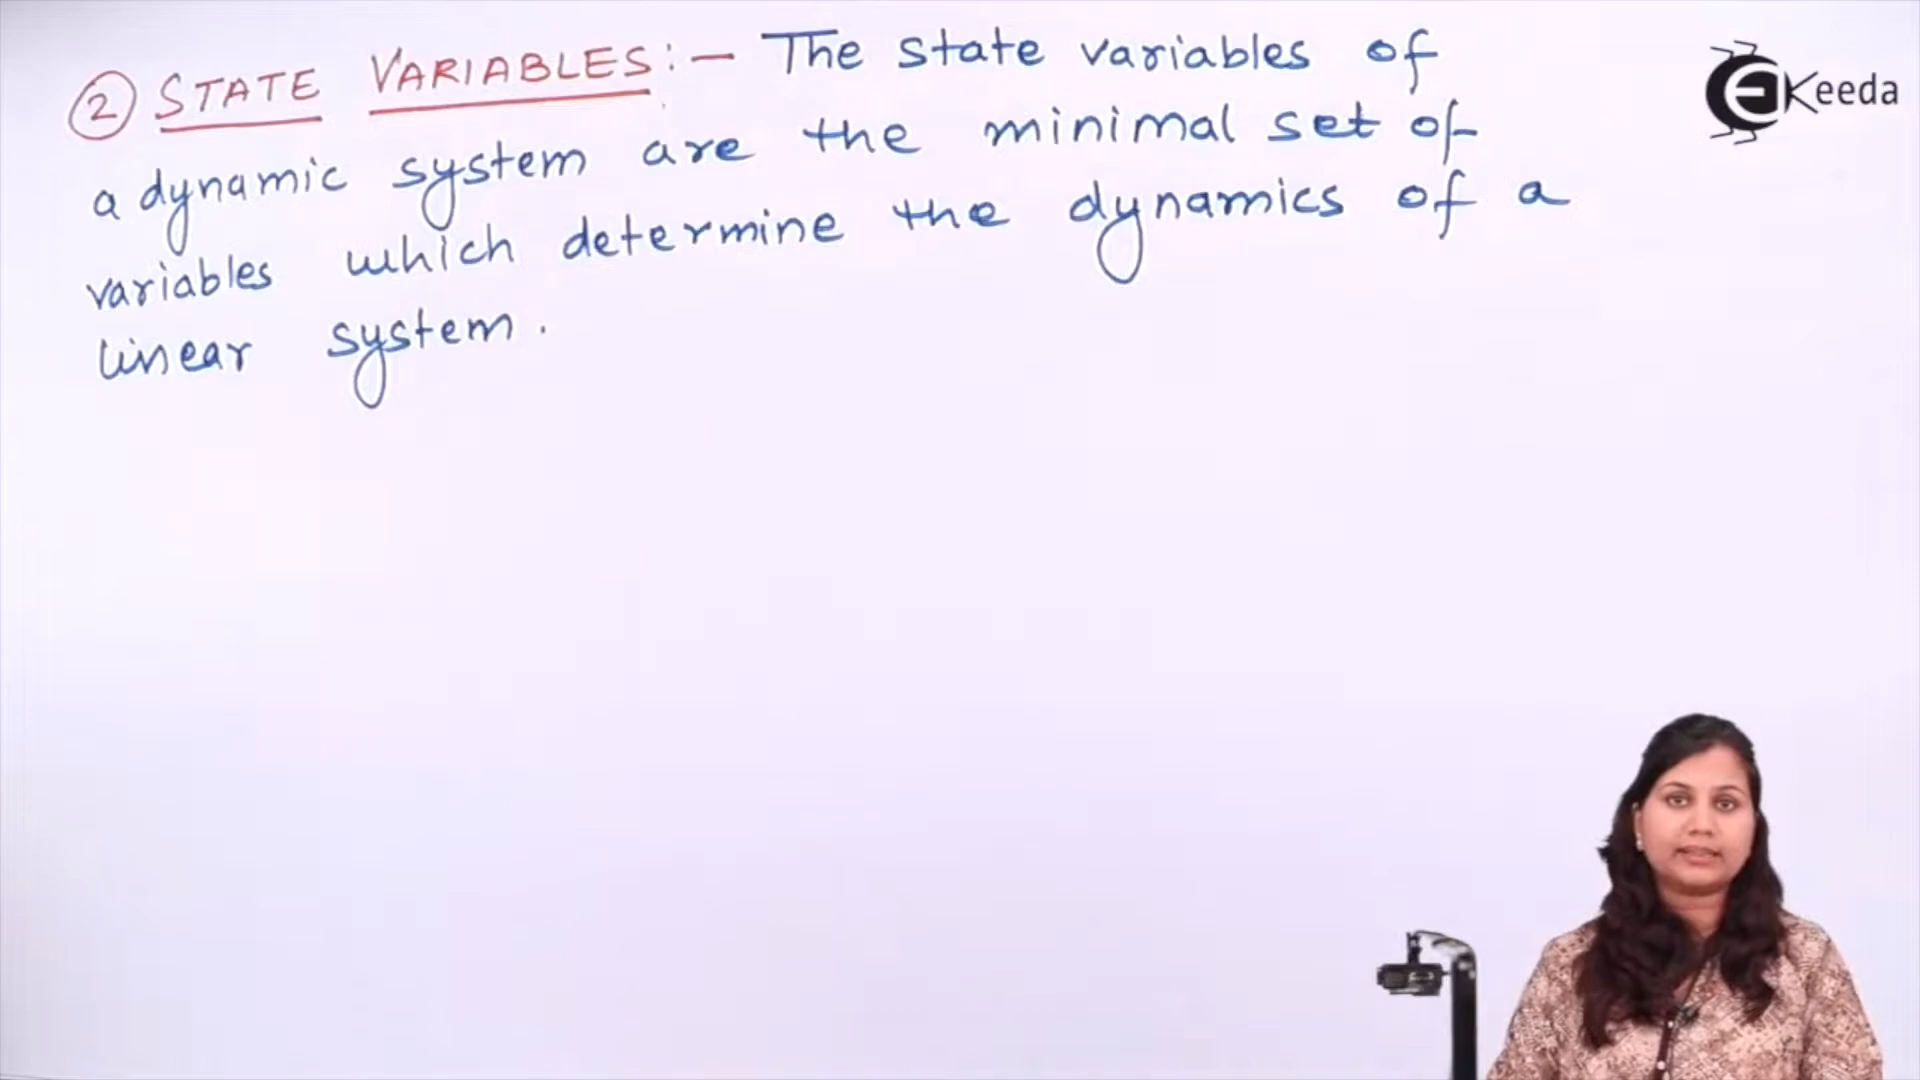 ② STATE VARIABLES:- The state variables of
a dynamic system are the minimal set of
variables which determine the dynamics of a
linear system.
EKeeda